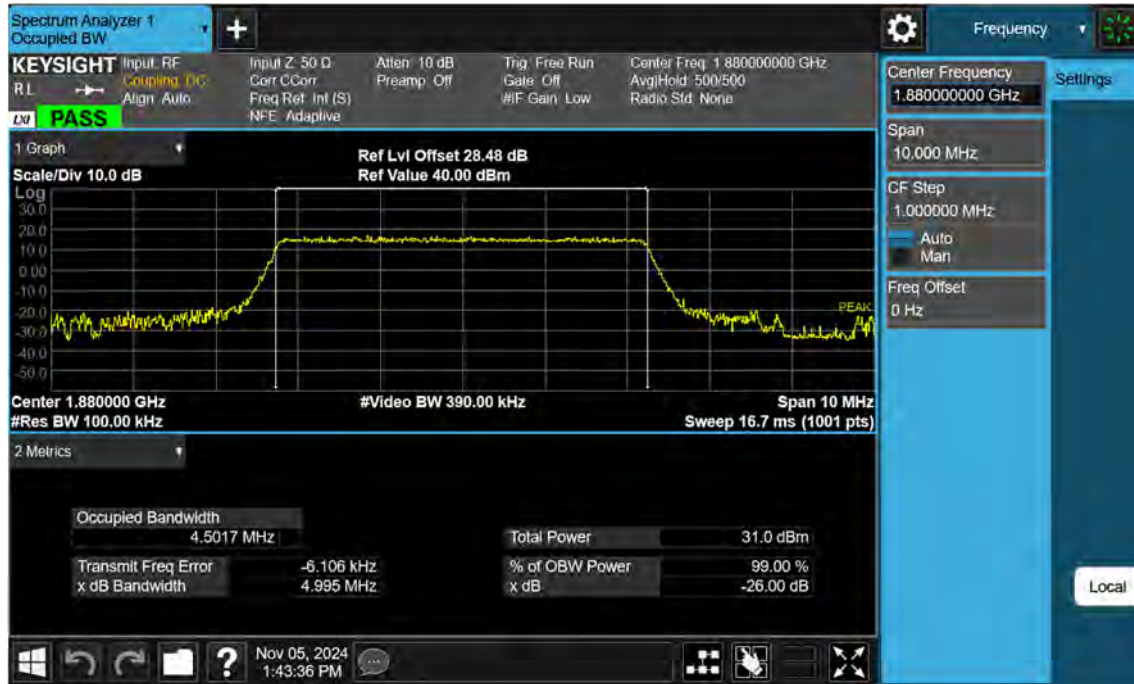 Spectrum Analyzer 1
Occupied BW
+
Frequency
KEYSIGHT Input: RF Input Z: 50 Ω Atten: 10 dB Trig: Free Run Center Freq: 1.880000000 GHz
RL Coupling: DC Corr CCorr Preamp: Off Gate: Off Avg|Hold: 500/500
Align: Auto Freq Ref: Int (S) #IF Gain: Low Radio Std: None
LXI PASS NFE: Adaptive
1 Graph
Ref Lvl Offset 28.48 dB
Scale/Div 10.0 dB Ref Value 40.00 dBm
Log
30.0
20.0
10.0
0.00
-10.0
-20.0
PEAK
-30.0
-40.0
-50.0
Center 1.880000 GHz #Video BW 390.00 kHz Span 10 MHz
#Res BW 100.00 kHz Sweep 16.7 ms (1001 pts)
2 Metrics
Occupied Bandwidth
4.5017 MHz
Total Power 31.0 dBm
Transmit Freq Error -6.106 kHz % of OBW Power 99.00 %
x dB Bandwidth 4.995 MHz x dB -26.00 dB
?
Nov 05, 2024
1:43:36 PM
Center Frequency
1.880000000 GHz
Settings
Span
10.000 MHz
CF Step
1.000000 MHz
Auto
Man
Freq Offset
0 Hz
Local